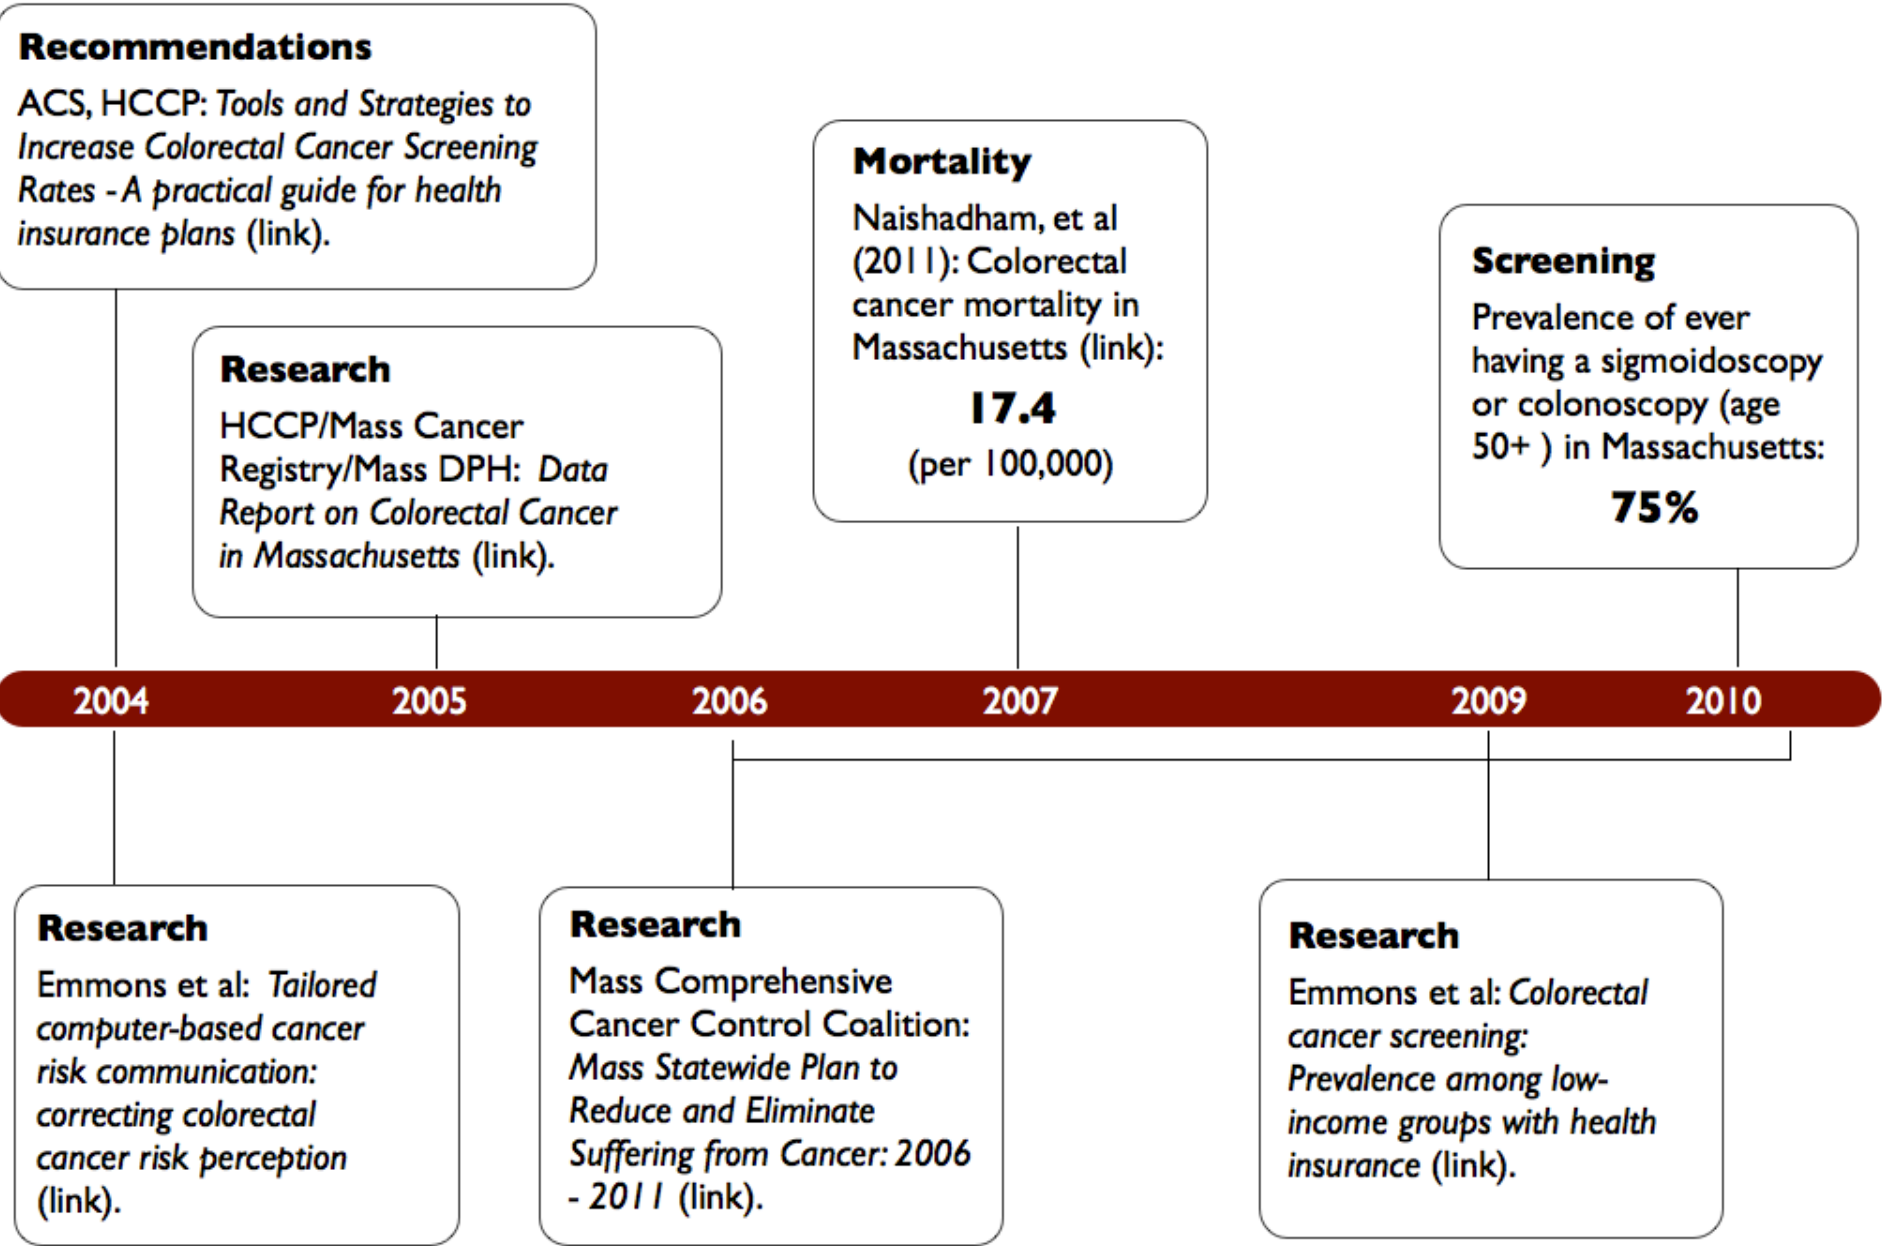 Recommendations
ACS, HCCP: Tools and Strategies to
Increase Colorectal Cancer Screening
Rates - A practical guide for health
insurance plans (link).
Research
HCCP/Mass Cancer
Registry/Mass DPH: Data
Report on Colorectal Cancer
in Massachusetts (link).
Mortality
Naishadham, et al
(2011): Colorectal
cancer mortality in
Massachusetts (link):
17.4
(per 100,000)
Screening
Prevalence of ever
having a sigmoidoscopy
or colonoscopy (age
50+ ) in Massachusetts:
75%
2004 2005 2006 2007 2009 2010
Research
Emmons et al: Tailored
computer-based cancer
risk communication:
correcting colorectal
cancer risk perception
(link).
Research
Mass Comprehensive
Cancer Control Coalition:
Mass Statewide Plan to
Reduce and Eliminate
Suffering from Cancer: 2006
- 2011 (link).
Research
Emmons et al: Colorectal
cancer screening:
Prevalence among low-
income groups with health
insurance (link).